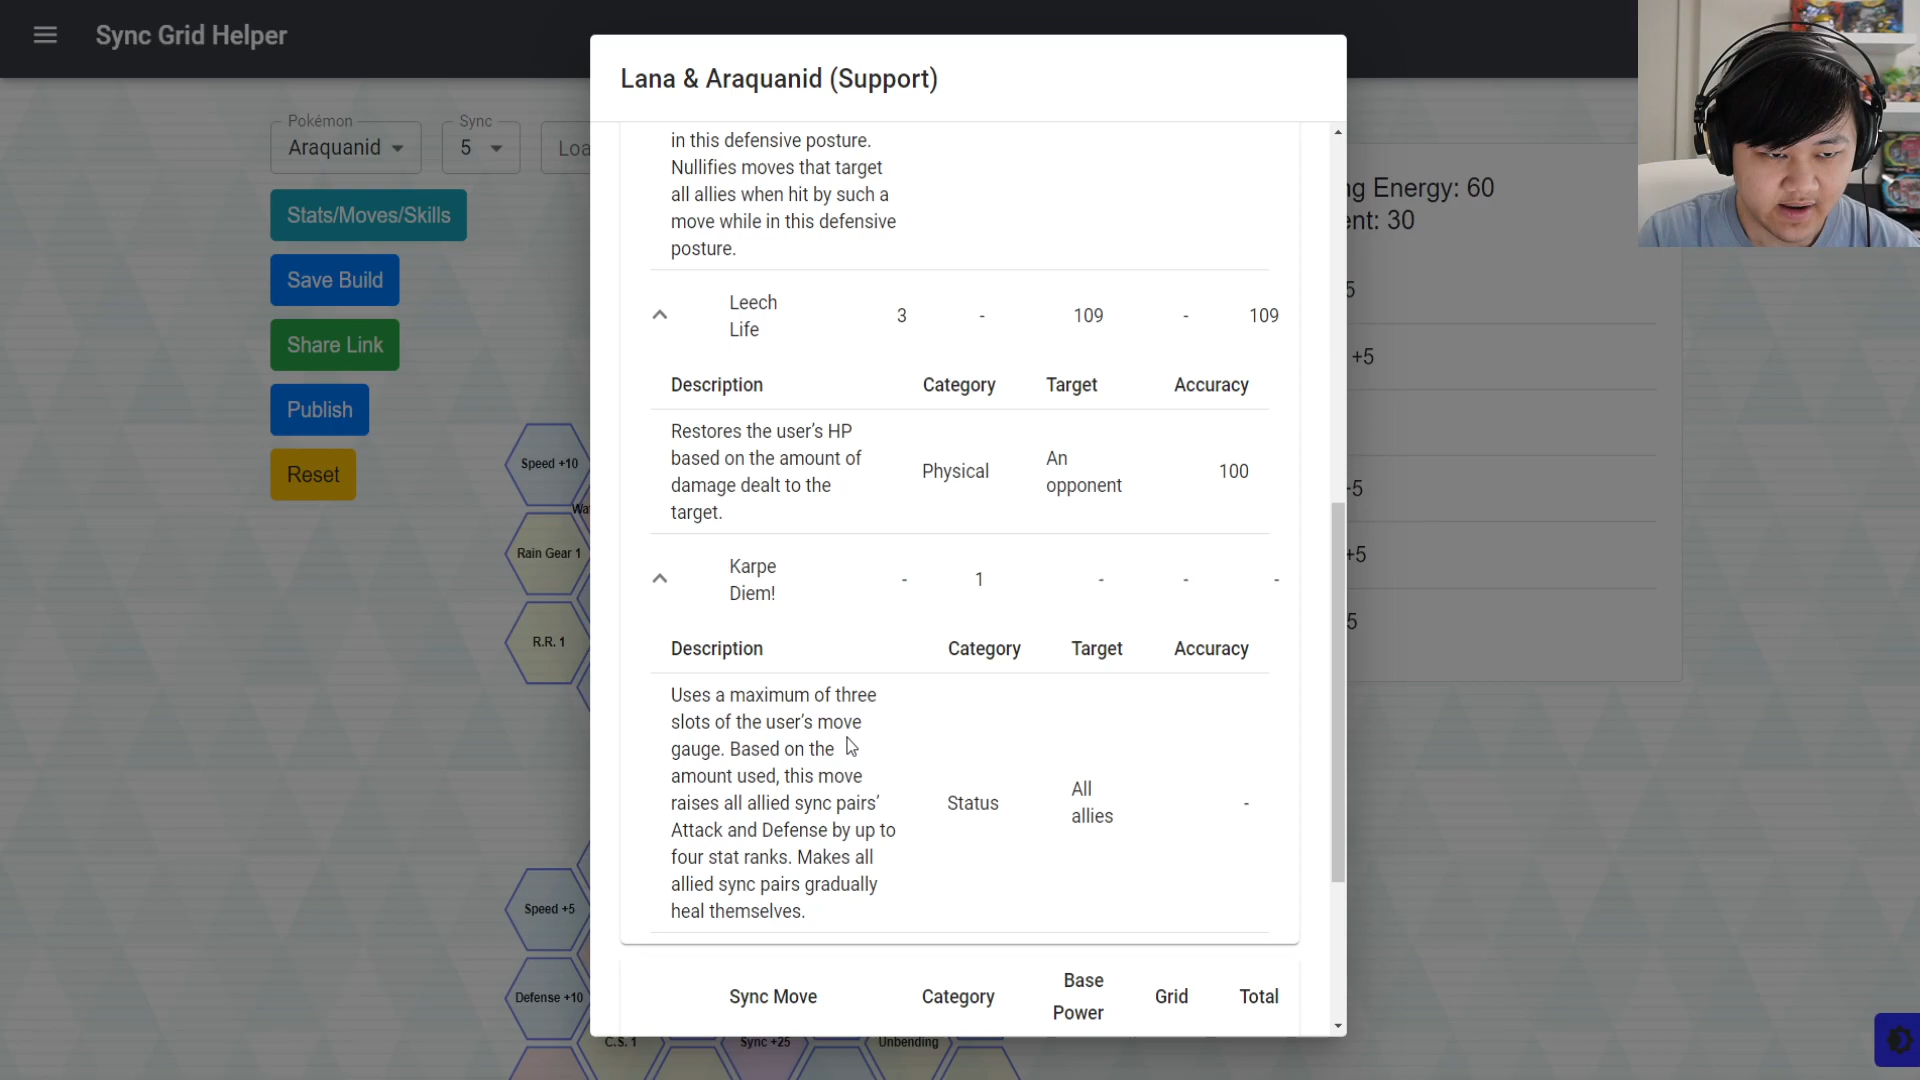 Sync Grid Helper
Pokémon
Araquanid
Sync
5
Loa
Stats/Moves/Skills
Save Build
Share Link
Publish
Reset
Speed +10
Rain Gear 1
R.R. 1
Speed +5
Defense +10
C.S. 1
Sync +25
Unbending
Lana & Araquanid (Support)
in this defensive posture.
Nullifies moves that target
all allies when hit by such a
move while in this defensive
posture.
Leech
Life
3 - 109 - 109
Description Category Target Accuracy
Restores the user’s HP
based on the amount of
damage dealt to the
target.
Physical
An
opponent
100
Karpe
Diem!
- 1 - - -
Description Category Target Accuracy
Uses a maximum of three
slots of the user’s move
gauge. Based on the
amount used, this move
raises all allied sync pairs’
Attack and Defense by up to
four stat ranks. Makes all
allied sync pairs gradually
heal themselves.
Status
All
allies
-
Sync Move Category
Base
Power
Grid Total
ng Energy: 60
ent: 30
5
+5
-5
+5
5